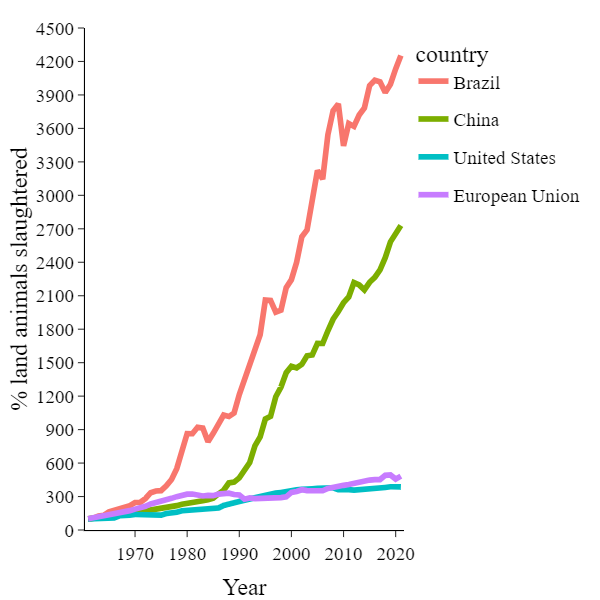 4500
4200
3900
3600
3300
3000
2700
2400
2100
1800
1500
1200
900
600
300
0
% land animals slaughtered
1970 1980 1990 2000 2010 2020
Year
country
Brazil
China
United States
European Union